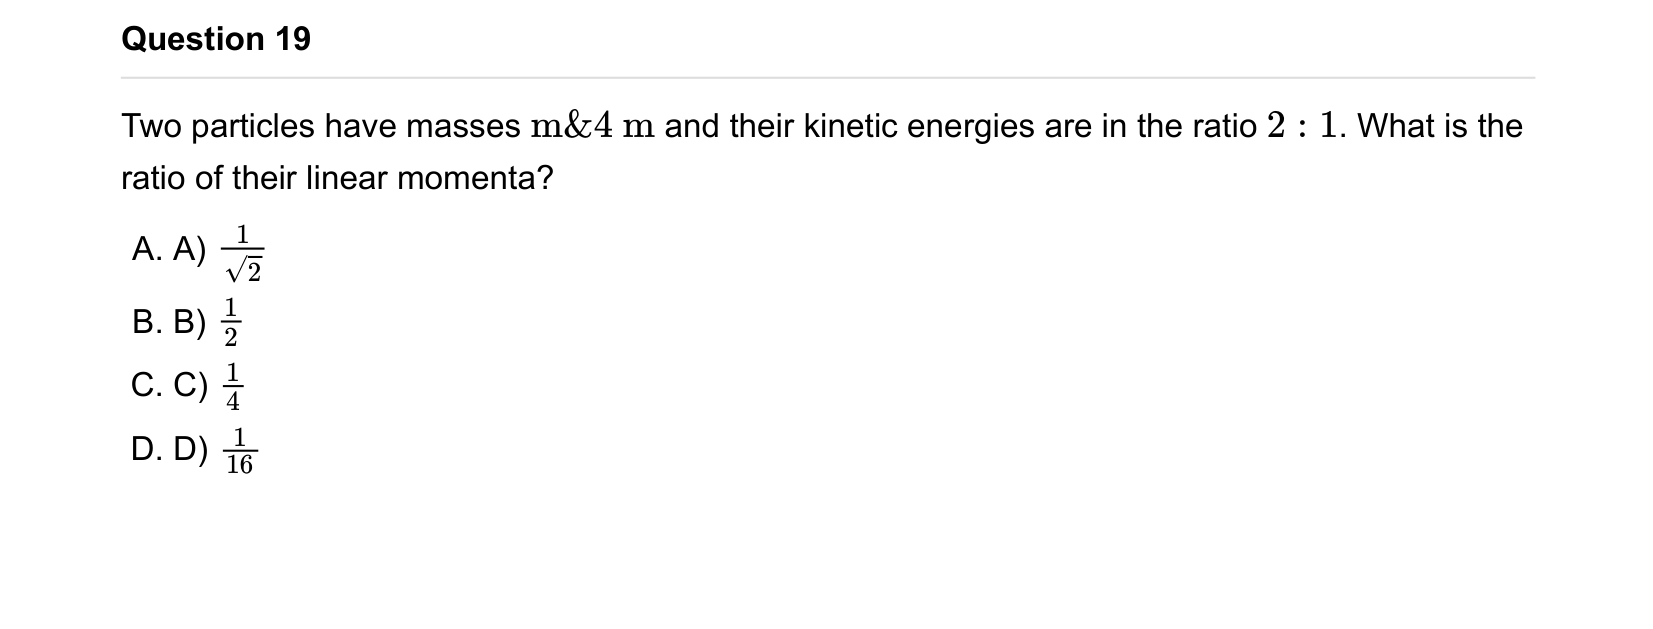 Question 19
Two particles have masses m&4 m and their kinetic energies are in the ratio 2 : 1. What is the
ratio of their linear momenta?
A. A) \frac{1}{\sqrt{2}}
B. B) \frac{1}{2}
C. C) \frac{1}{4}
D. D) \frac{1}{16}